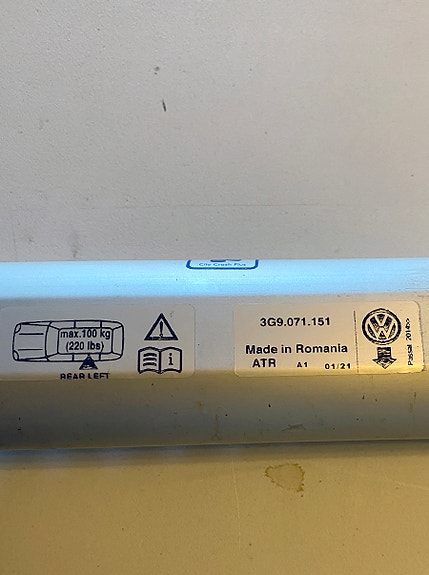 City Crash Plus
max.100 kg
(220 lbs)
REAR LEFT
i
3G9.071.151
Made in Romania
ATR A1 01/21
Passat 2014>>